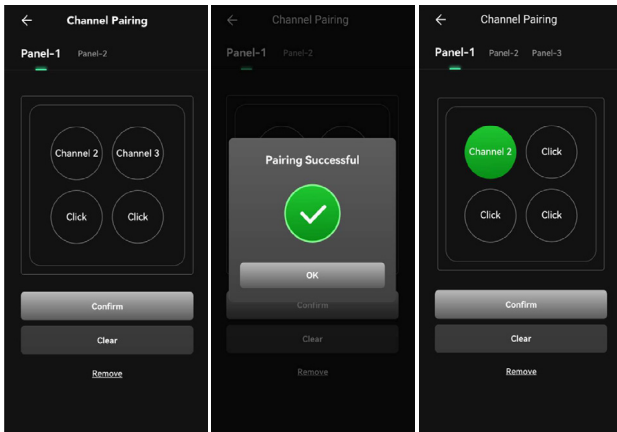 Channel Pairing
Panel-1 Panel-2
Channel 2 Channel 3
Click Click
Confirm
Clear
Remove
Channel Pairing
Panel-1 Panel-2
Pairing Successful
OK
Confirm
Clear
Remove
Channel Pairing
Panel-1 Panel-2 Panel-3
Channel 2 Click
Click Click
Confirm
Clear
Remove